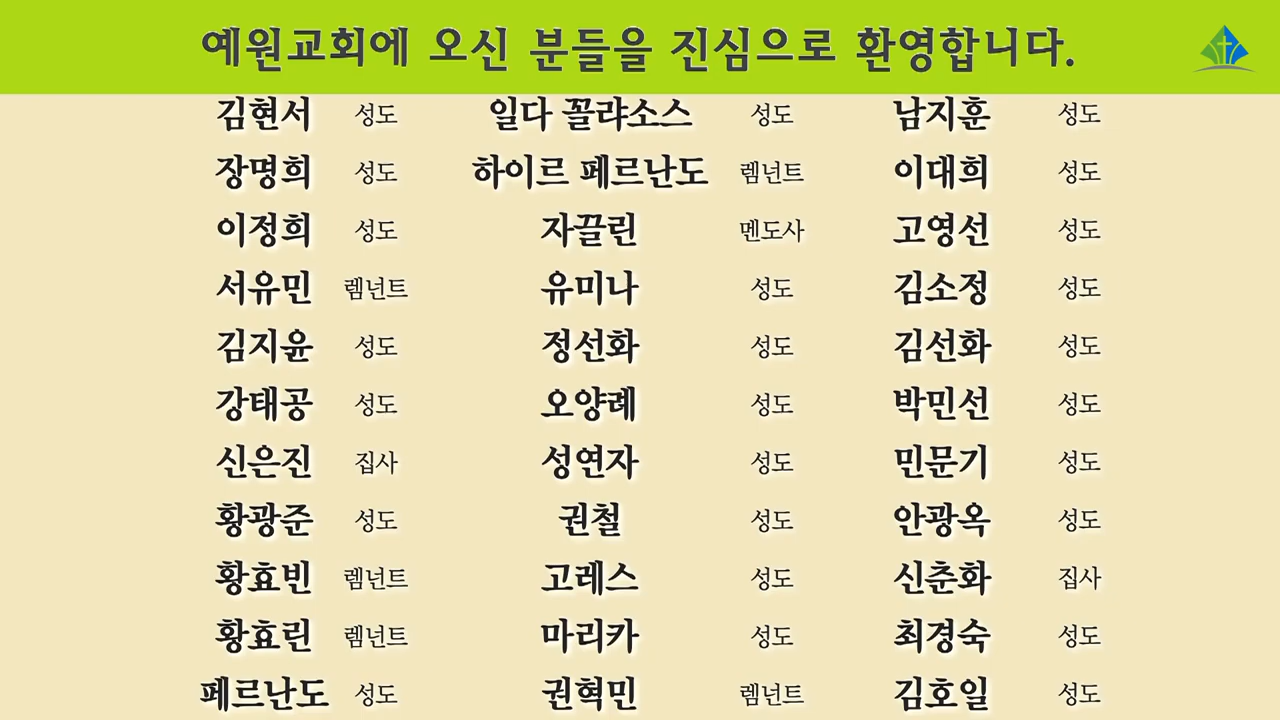 예원교회에 오신 분들을 진심으로 환영합니다.
김현서 성도 일다 꼴랴소스 성도 남지훈 성도
장명희 성도 하이르 페르난도 렘넌트 이대희 성도
이정희 성도 자끌린 멘도사 고영선 성도
서유민 렘넌트 유미나 성도 김소정 성도
김지윤 성도 정선화 성도 김선화 성도
강태공 성도 오양례 성도 박민선 성도
신은진 집사 성연자 성도 민문기 성도
황광준 성도 권철 성도 안광옥 성도
황효빈 렘넌트 고레스 성도 신춘화 집사
황효린 렘넌트 마리카 성도 최경숙 성도
페르난도 성도 권혁민 렘넌트 김호일 성도